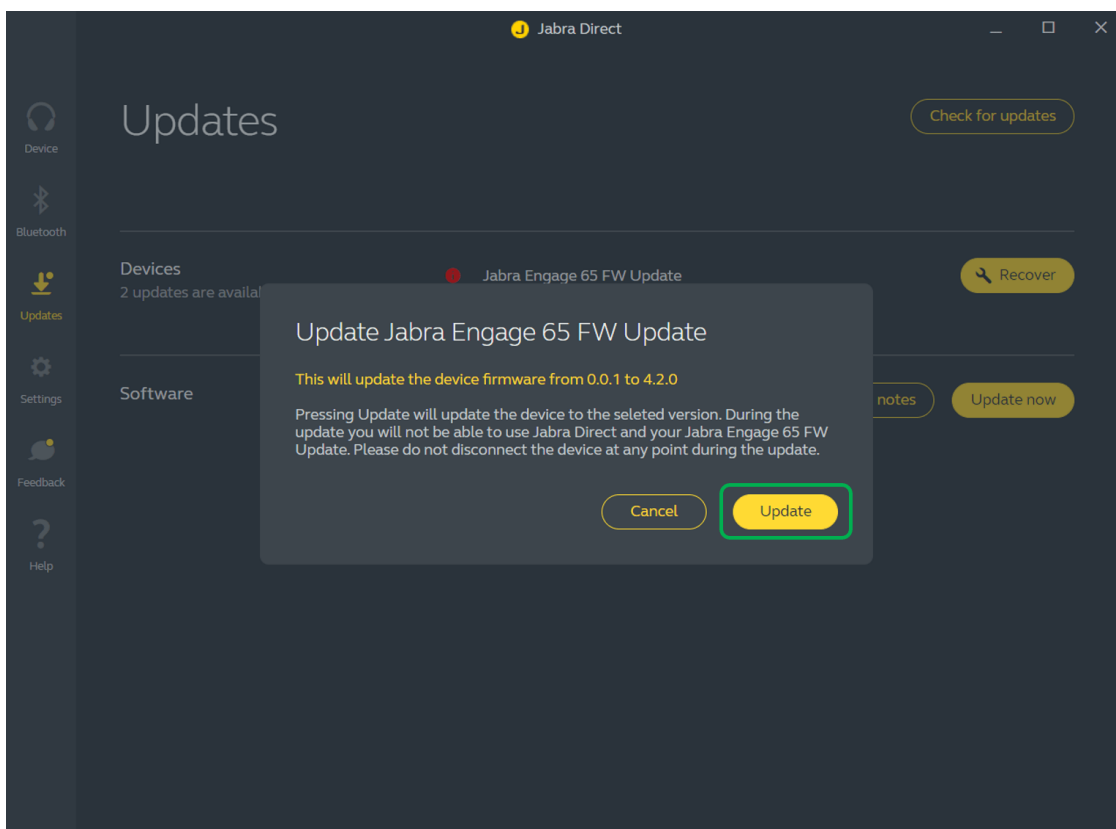 Jabra Direct
Updates
Check for updates
Device
Bluetooth
Updates
Settings
Feedback
Help
Devices
2 updates are availal
Jabra Engage 65 FW Update
Recover
Software
notes
Update now
Update Jabra Engage 65 FW Update
This will update the device firmware from 0.0.1 to 4.2.0
Pressing Update will update the device to the seleted version. During the
update you will not be able to use Jabra Direct and your Jabra Engage 65 FW
Update. Please do not disconnect the device at any point during the update.
Cancel
Update